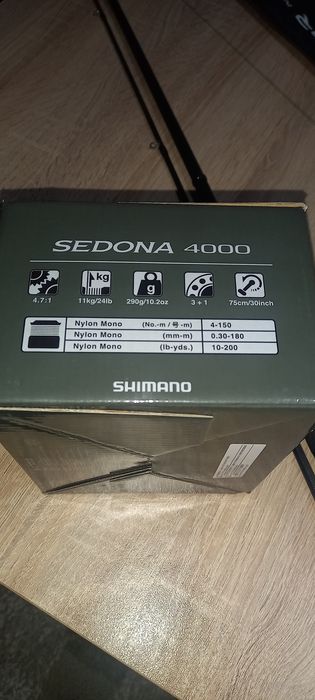 SEDONA 4000
kg
g
4.7:1 11kg/24lb 290g/10.2oz 3 + 1 75cm/30inch
Nylon Mono (No.-m / 号 -m) 4-150
Nylon Mono (mm-m) 0.30-180
Nylon Mono (lb-yds.) 10-200
SHIMANO